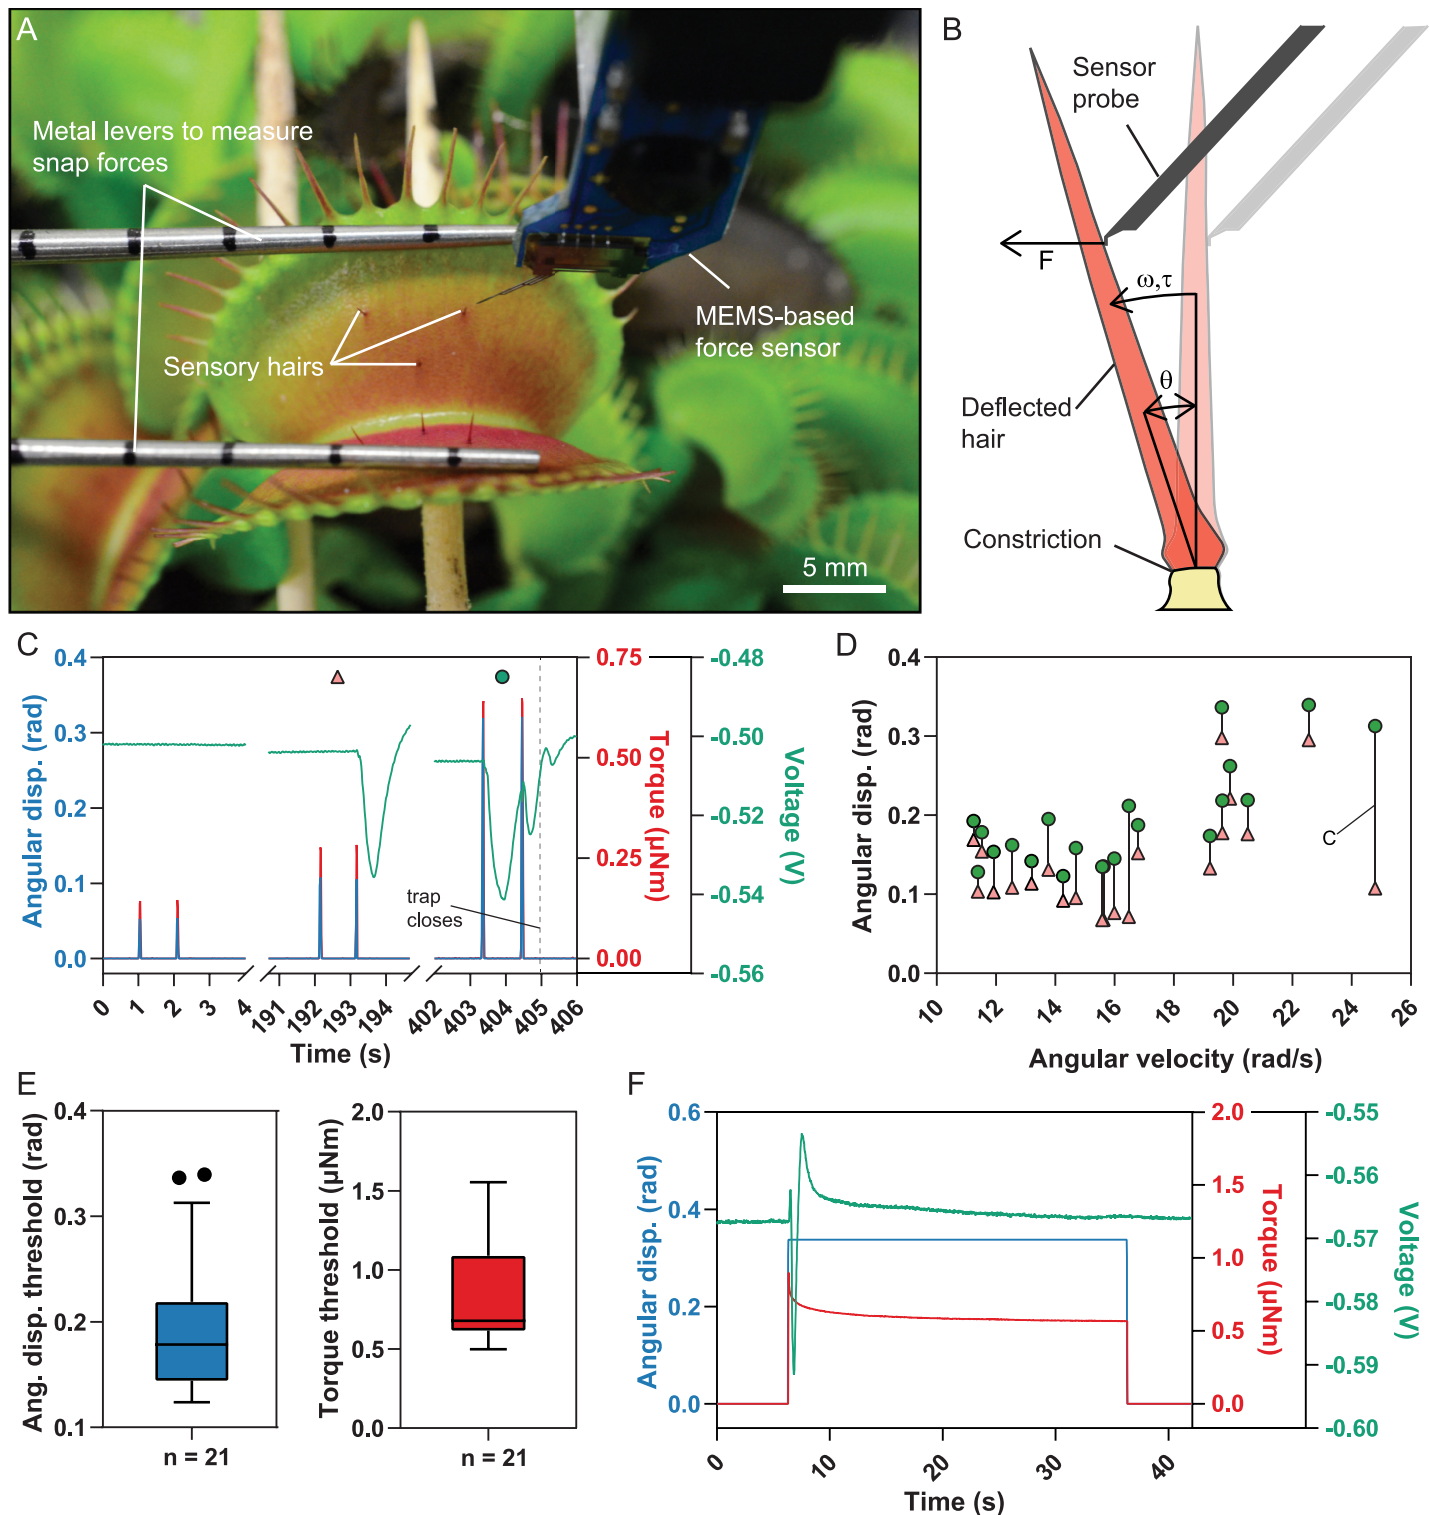 A
Metal levers to measure
snap forces
Sensory hairs
MEMS-based
force sensor
5 mm
B
Sensor
probe
F
ω,τ
θ
Deflected
hair
Constriction
C
0.4
0.3
0.2
0.1
0.0
Angular disp. (rad)
0.75
0.50
0.25
0.00
Torque (µNm)
-0.48
-0.50
-0.52
-0.54
-0.56
Voltage (V)
trap
closes
0 1 2 3 4 191 192 193 194 402 403 404 405 406
Time (s)
D
0.4
0.3
0.2
0.1
0.0
Angular disp. (rad)
C
10 12 14 16 18 20 22 24 26
Angular velocity (rad/s)
E
0.4
0.3
0.2
0.1
Ang. disp. threshold (rad)
n = 21
2.0
1.5
1.0
0.5
0.0
Torque threshold (µNm)
n = 21
F
0.6
0.4
0.2
0.0
Angular disp. (rad)
2.0
1.5
1.0
0.5
0.0
Torque (µNm)
-0.55
-0.56
-0.57
-0.58
-0.59
-0.60
Voltage (V)
0 10 20 30 40
Time (s)